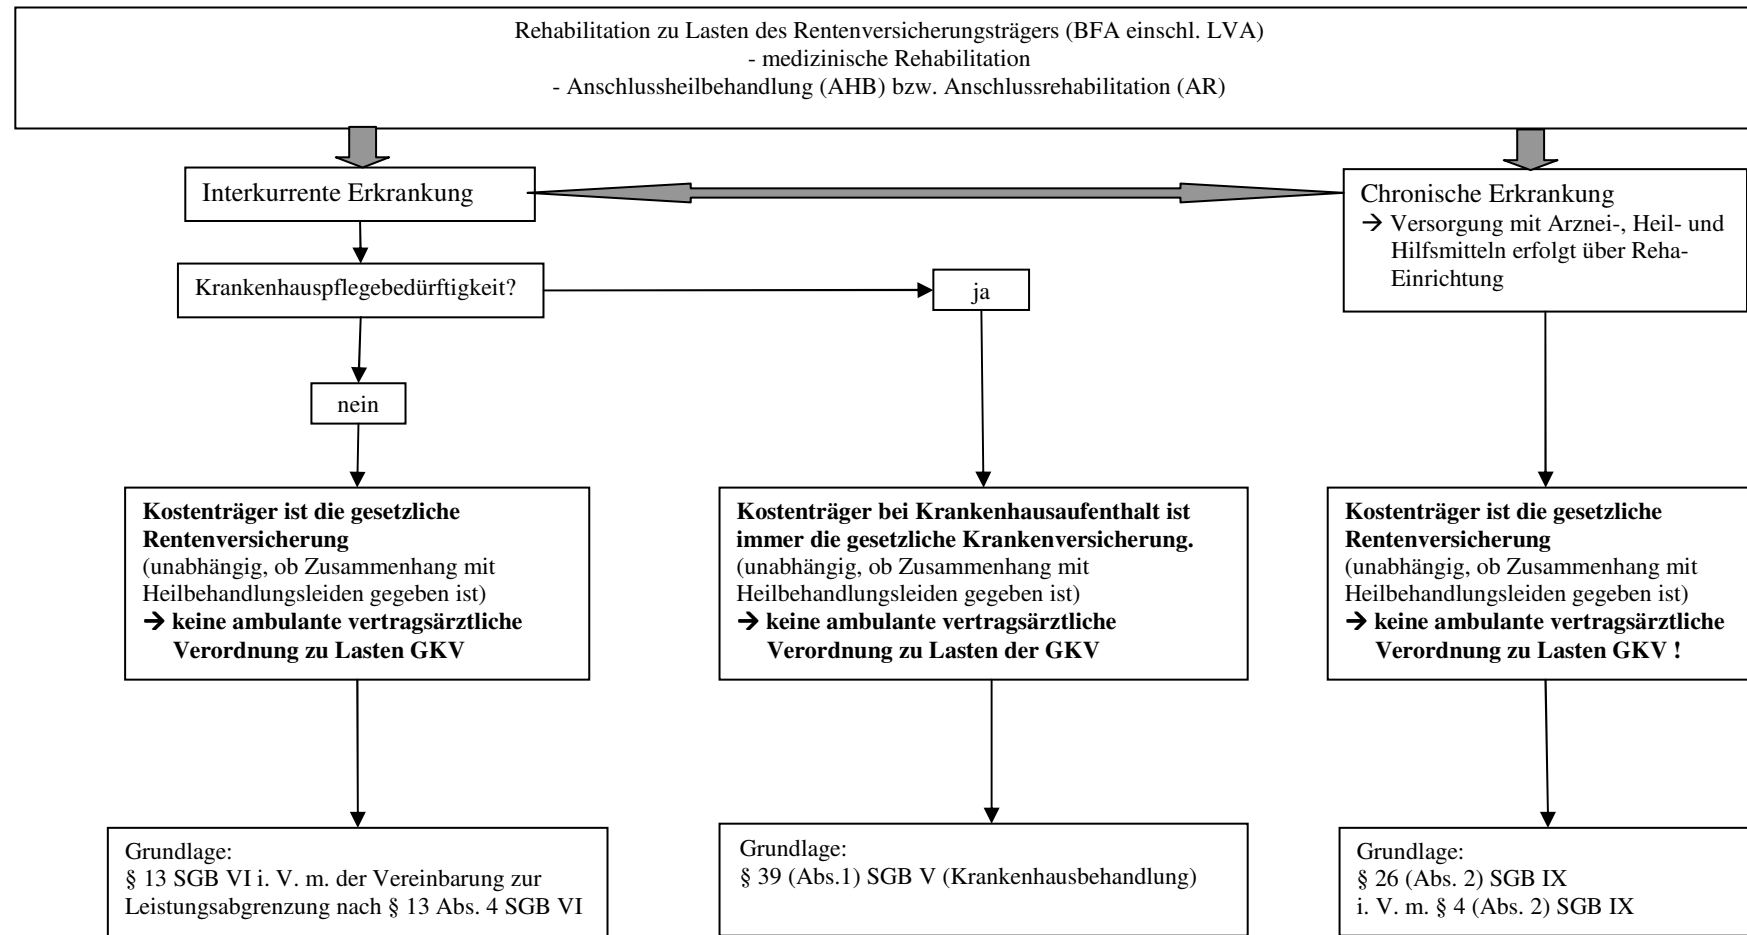 Rehabilitation zu Lasten des Rentenversicherungsträgers (BFA einschl. LVA)
- medizinische Rehabilitation
- Anschlussheilbehandlung (AHB) bzw. Anschlussrehabilitation (AR)
Interkurrente Erkrankung
Chronische Erkrankung
→ Versorgung mit Arznei-, Heil- und
Hilfsmitteln erfolgt über Reha-
Einrichtung
Krankenhauspflegebedürftigkeit?
ja
nein
Kostenträger ist die gesetzliche
Rentenversicherung
(unabhängig, ob Zusammenhang mit
Heilbehandlungsleiden gegeben ist)
→ keine ambulante vertragsärztliche
Verordnung zu Lasten GKV
Kostenträger bei Krankenhausaufenthalt ist
immer die gesetzliche Krankenversicherung.
(unabhängig, ob Zusammenhang mit
Heilbehandlungsleiden gegeben ist)
→ keine ambulante vertragsärztliche
Verordnung zu Lasten der GKV
Kostenträger ist die gesetzliche
Rentenversicherung
(unabhängig, ob Zusammenhang mit
Heilbehandlungsleiden gegeben ist)
→ keine ambulante vertragsärztliche
Verordnung zu Lasten GKV !
Grundlage:
§ 13 SGB VI i. V. m. der Vereinbarung zur
Leistungsabgrenzung nach § 13 Abs. 4 SGB VI
Grundlage:
§ 39 (Abs.1) SGB V (Krankenhausbehandlung)
Grundlage:
§ 26 (Abs. 2) SGB IX
i. V. m. § 4 (Abs. 2) SGB IX